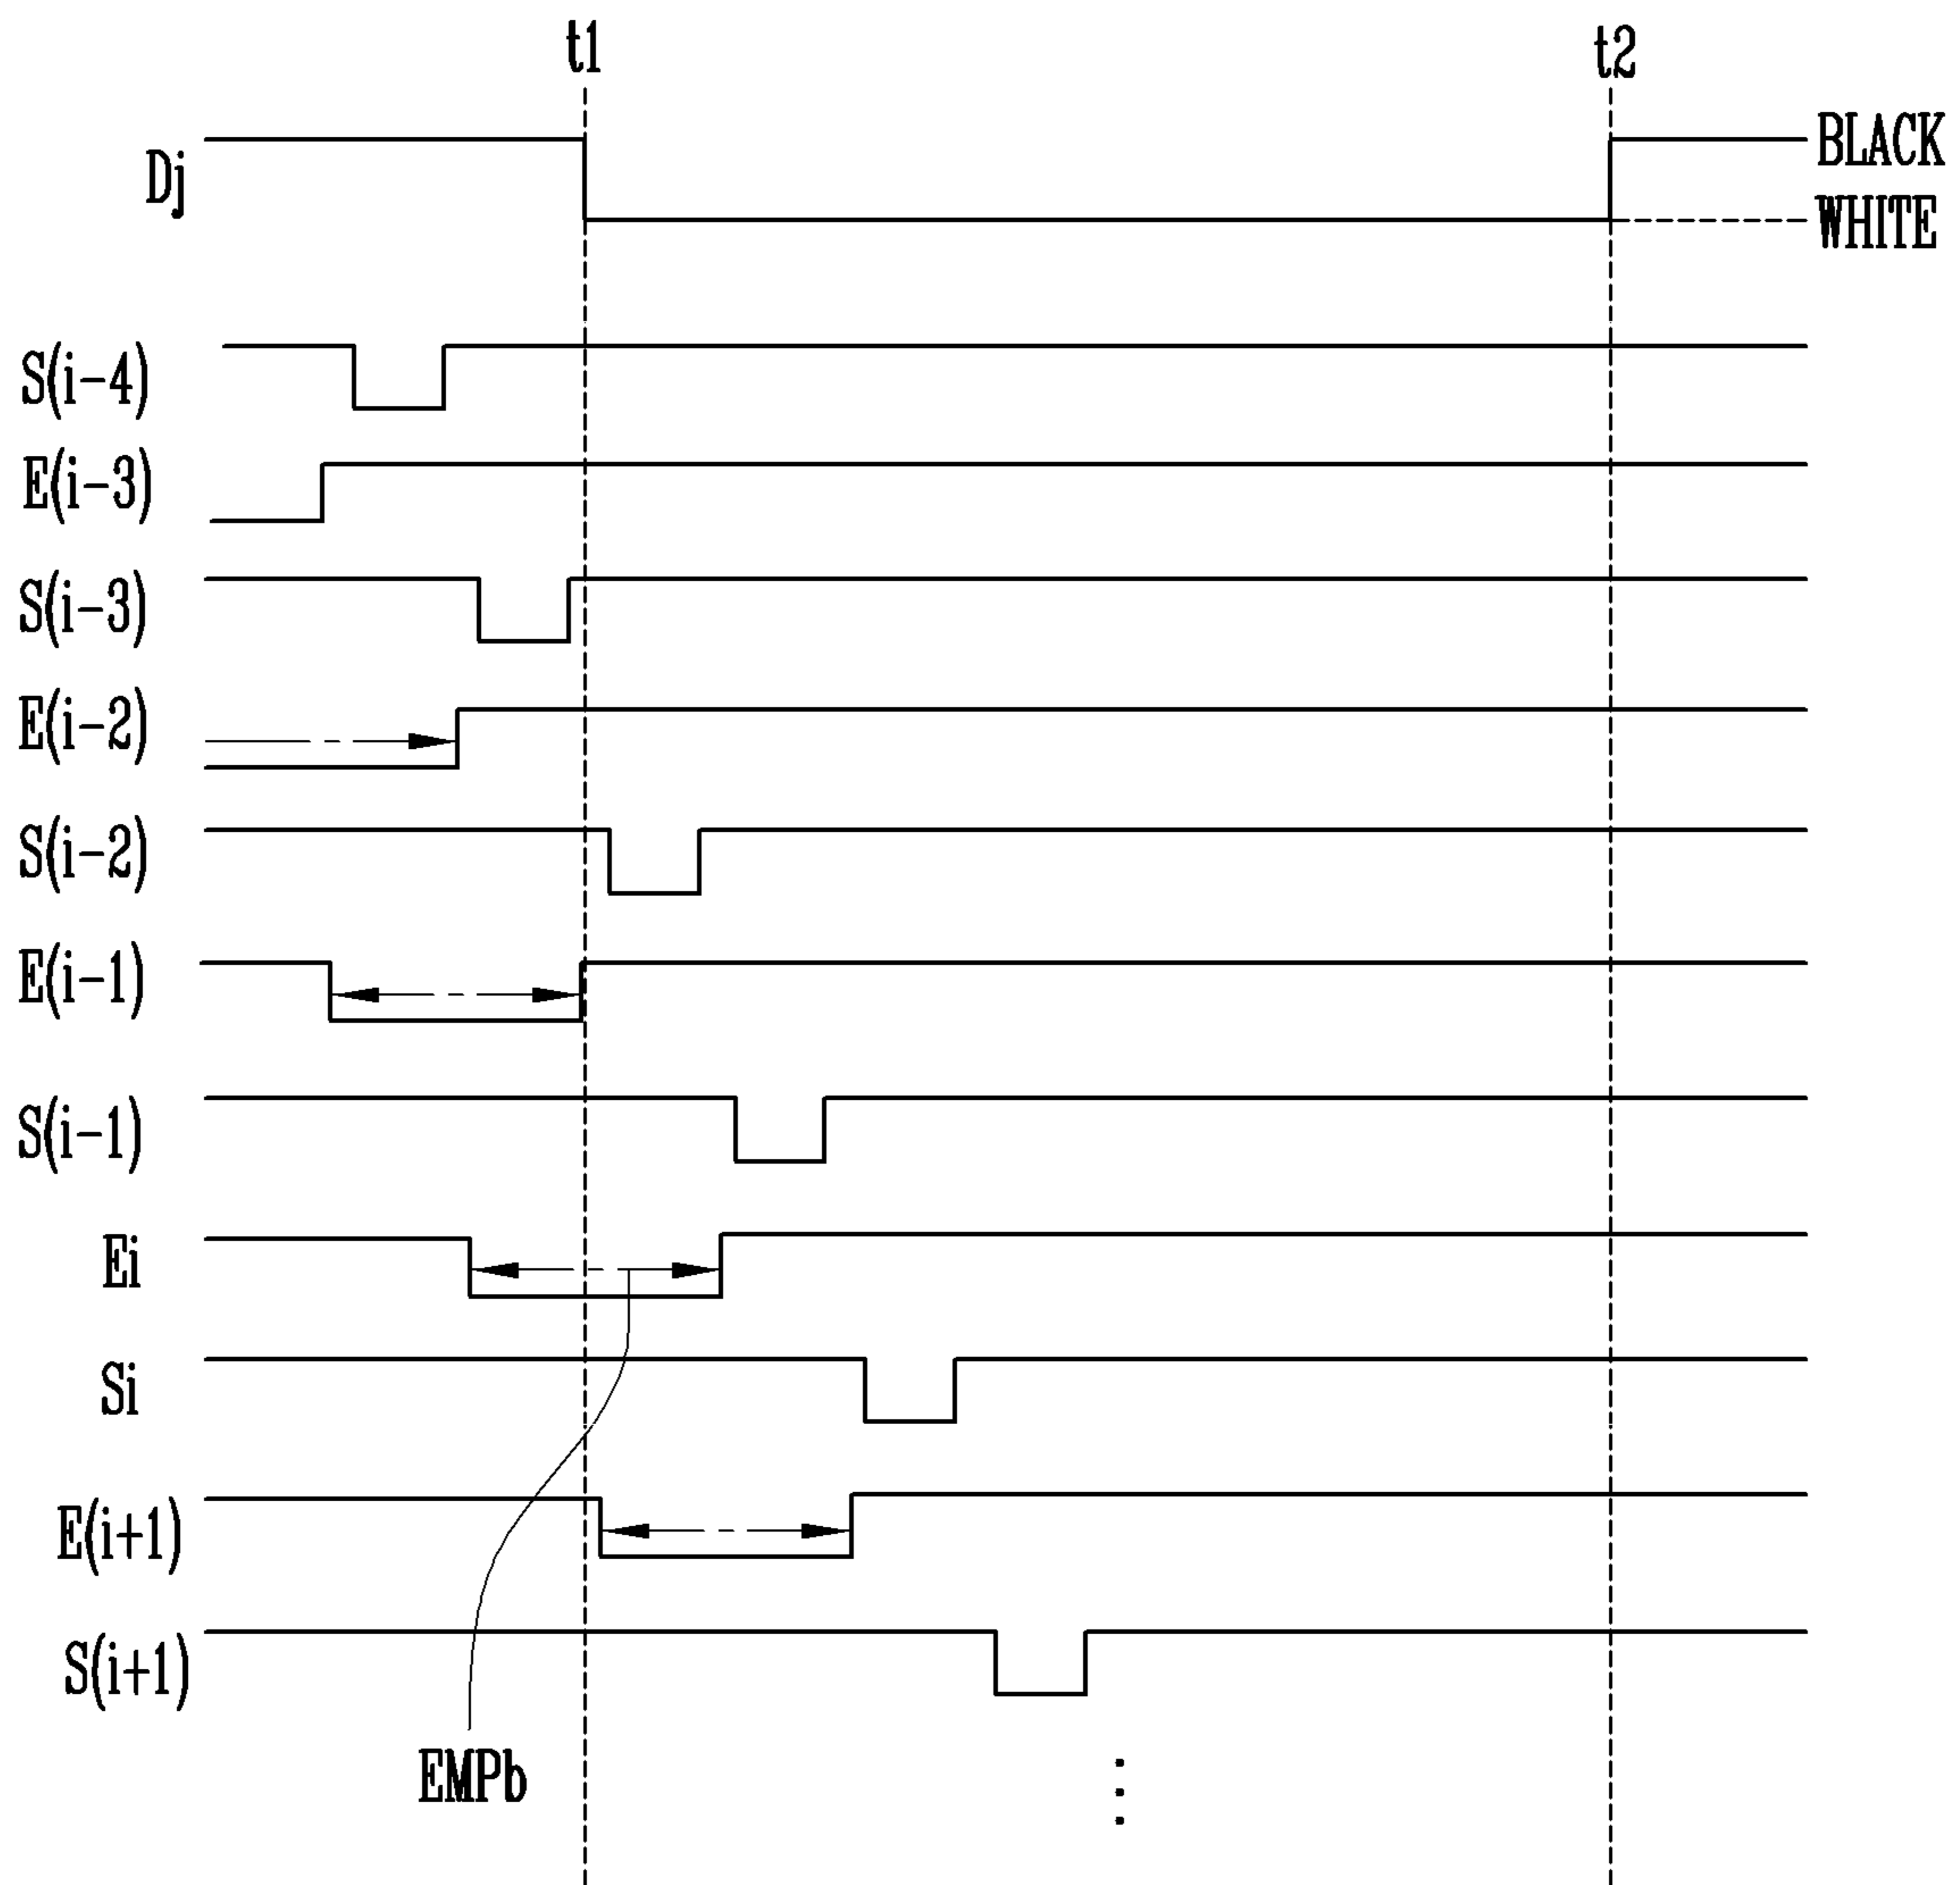 t1
t2
Dj
BLACK
WHITE
S(i-4)
E(i-3)
S(i-3)
E(i-2)
S(i-2)
E(i-1)
S(i-1)
Ei
Si
E(i+1)
S(i+1)
EMPb